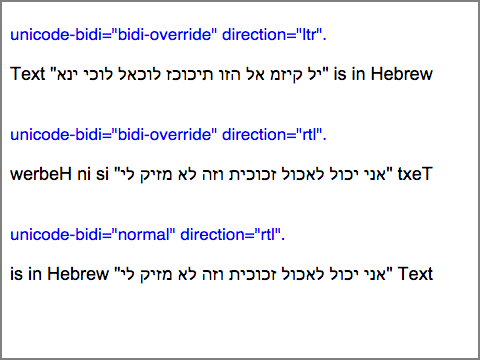 unicode-bidi="bidi-override" direction="ltr".
Text "יל קיזמ אל הזו תיכוכז לוכאל לוכי ינא" is in Hebrew
unicode-bidi="bidi-override" direction="rtl".
werbeH ni si "אני יכול לאכול זכוכית וזה לא מזיק לי" txeT
unicode-bidi="normal" direction="rtl".
is in Hebrew "אני יכול לאכול זכוכית וזה לא מזיק לי" Text